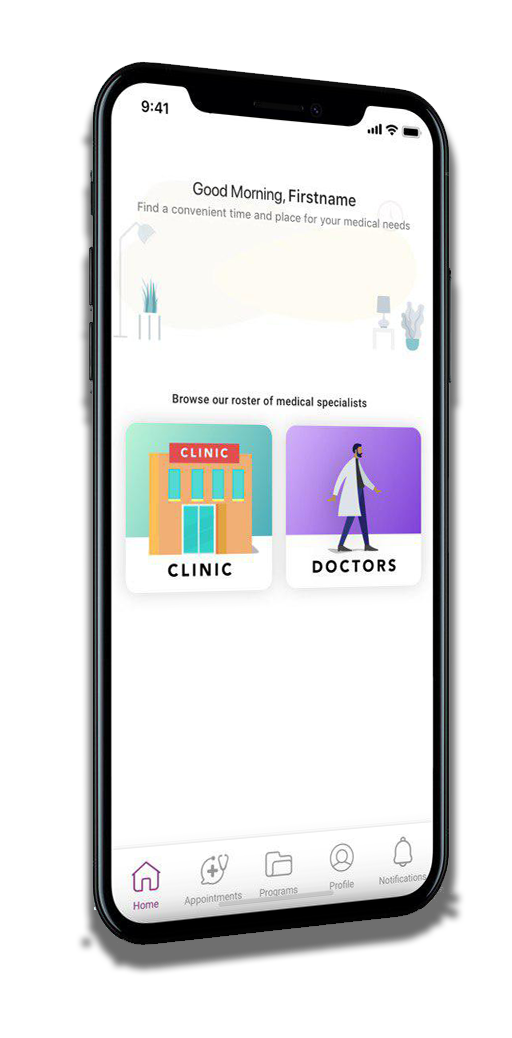 9:41
Good Morning, Firstname
Find a convenient time and place for your medical needs
Browse our roster of medical specialists
CLINIC
CLINIC
DOCTORS
Home
Appointments
Programs
Profile
Notifications